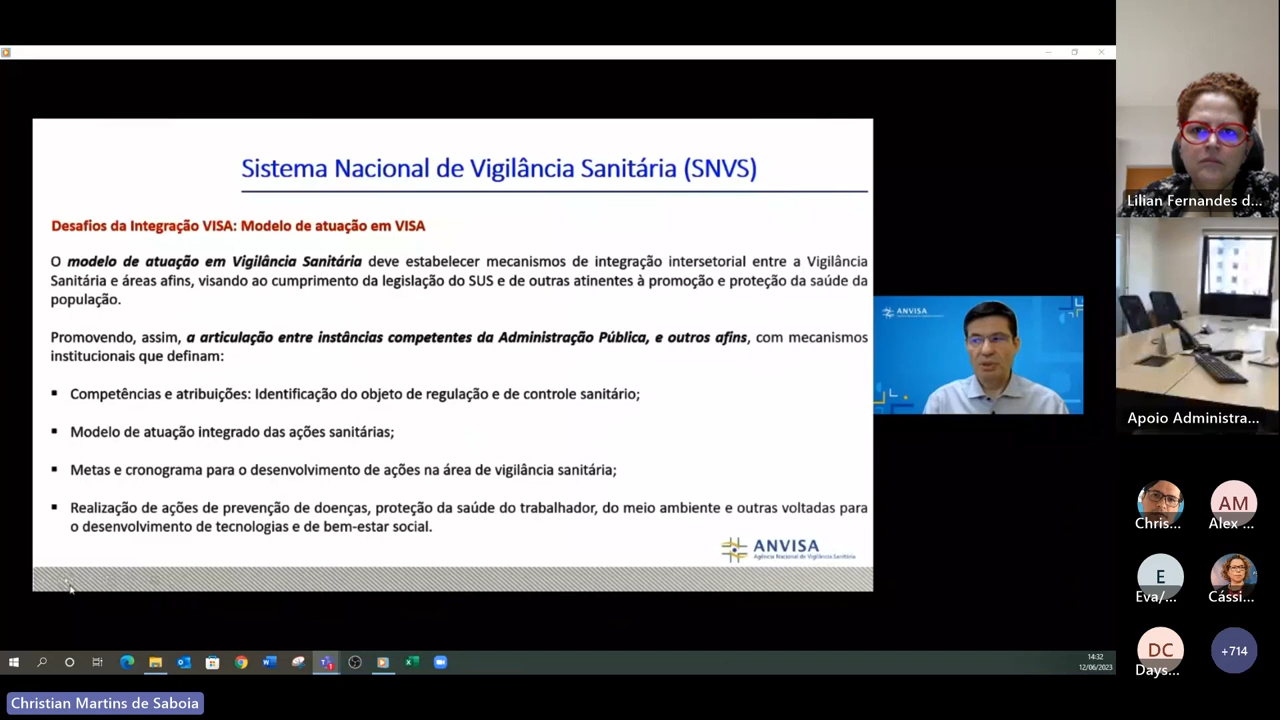 Sistema Nacional de Vigilância Sanitária (SNVS)
Desafios da Integração VISA: Modelo de atuação em VISA
O modelo de atuação em Vigilância Sanitária deve estabelecer mecanismos de integração intersetorial entre a Vigilância
Sanitária e áreas afins, visando ao cumprimento da legislação do SUS e de outras atinentes à promoção e proteção da saúde da
população.
Promovendo, assim, a articulação entre instâncias competentes da Administração Pública, e outros afins, com mecanismos
institucionais que definam:
▪ Competências e atribuições: Identificação do objeto de regulação e de controle sanitário;
▪ Modelo de atuação integrado das ações sanitárias;
▪ Metas e cronograma para o desenvolvimento de ações na área de vigilância sanitária;
▪ Realização de ações de prevenção de doenças, proteção da saúde do trabalhador, do meio ambiente e outras voltadas para
o desenvolvimento de tecnologias e de bem-estar social.
ANVISA
Agência Nacional de Vigilância Sanitária
ANVISA
Lilian Fernandes d...
Apoio Administra...
Chris...
AM
Alex ...
E
Eva/...
Cássi...
DC
Days...
+714
14:32
12/06/2023
Christian Martins de Saboia